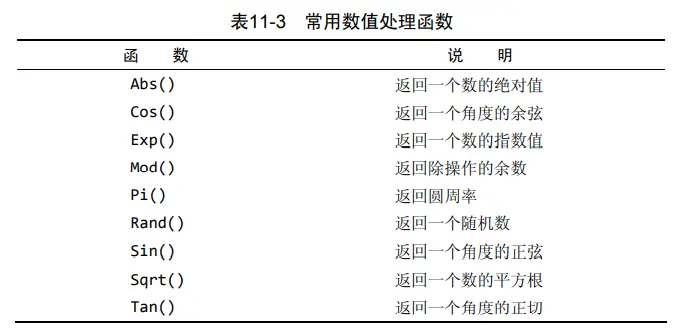 表11-3 常用数值处理函数
函 数 说 明
Abs() 返回一个数的绝对值
Cos() 返回一个角度的余弦
Exp() 返回一个数的指数值
Mod() 返回除操作的余数
Pi() 返回圆周率
Rand() 返回一个随机数
Sin() 返回一个角度的正弦
Sqrt() 返回一个数的平方根
Tan() 返回一个角度的正切